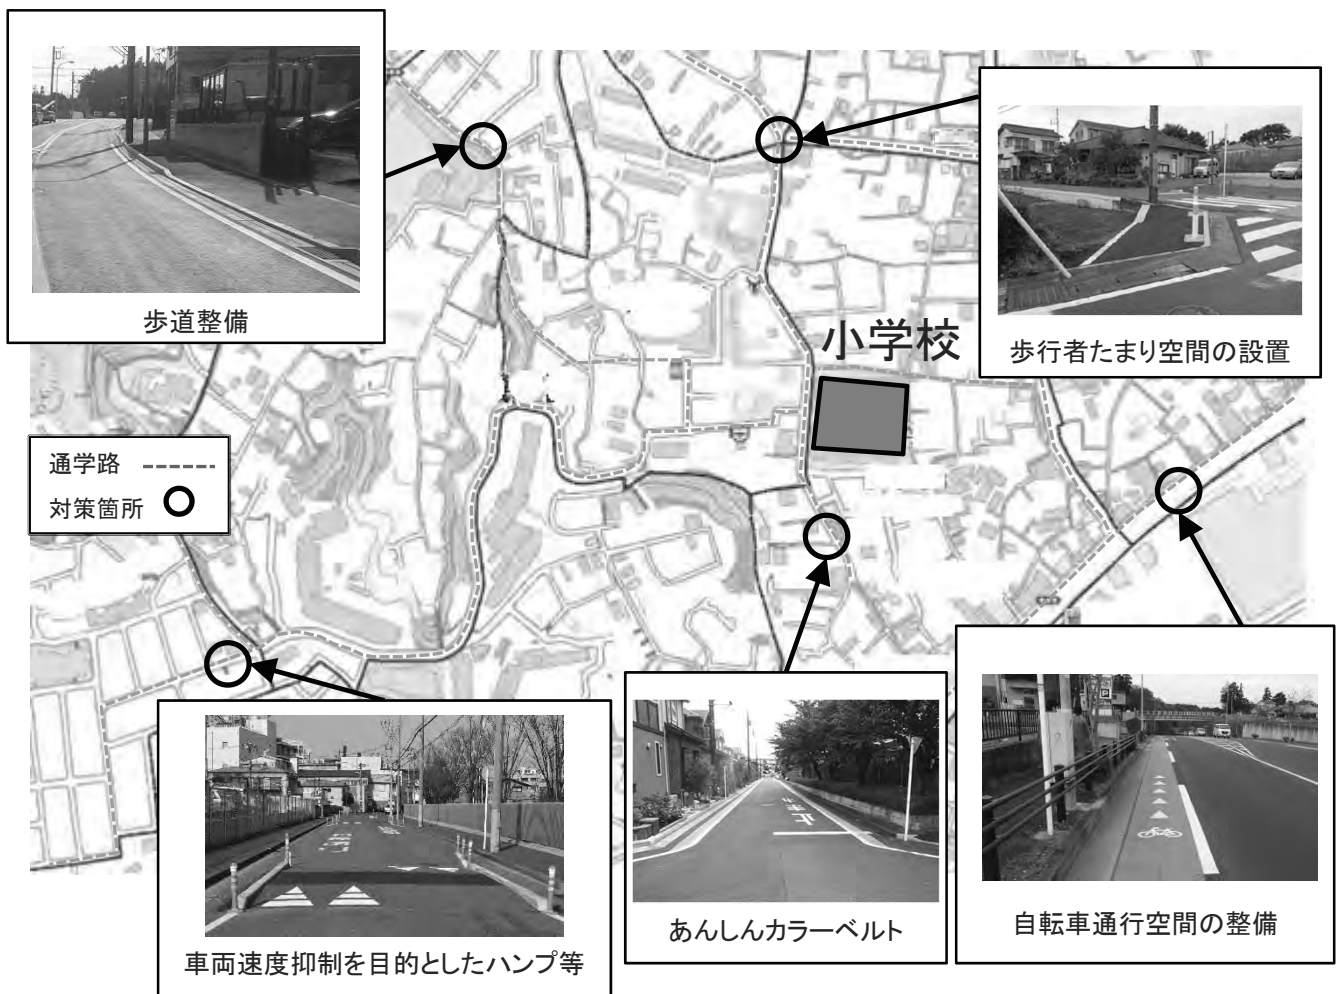 歩道整備
小学校
歩行者たまり空間の設置
通学路
対策箇所
車両速度抑制を目的としたハンプ等
あんしんカラーベルト
自転車通行空間の整備
P